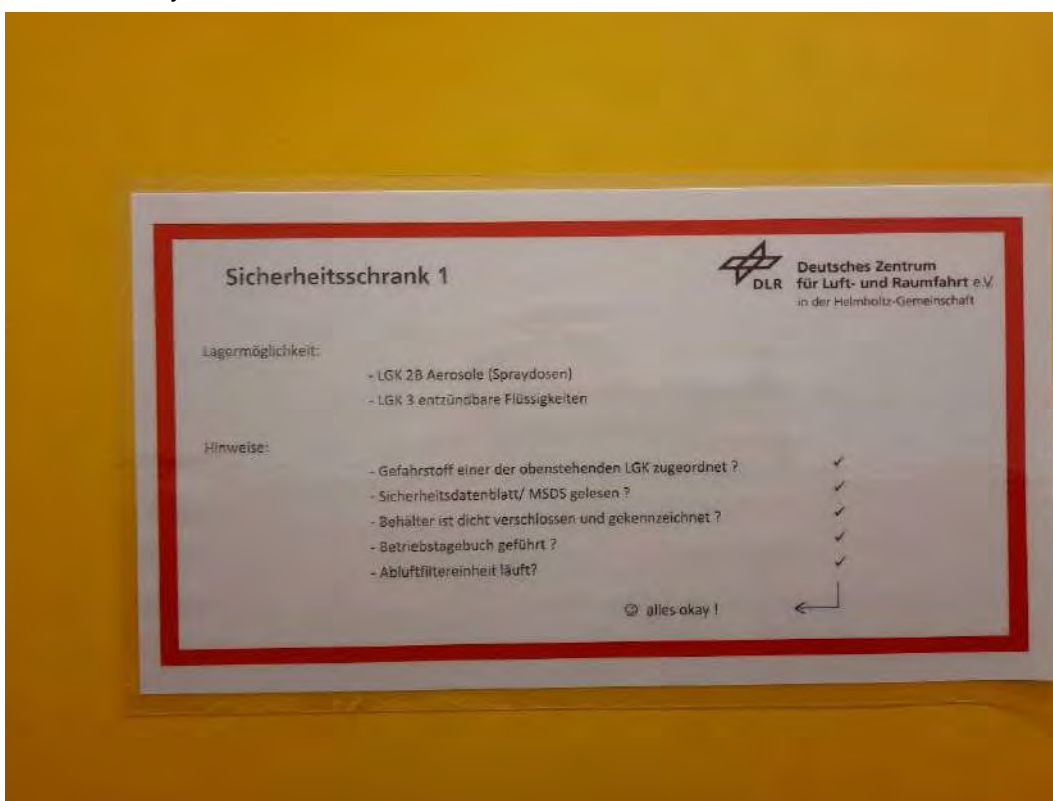 Sicherheitsschrank 1
DLR
Deutsches Zentrum
für Luft- und Raumfahrt e.V.
in der Helmholtz-Gemeinschaft
Lagermöglichkeit:
- LGK 2B Aerosole (Spraydosen)
- LGK 3 entzündbare Flüssigkeiten
Hinweise:
- Gefahrstoff einer der obenstehenden LGK zugeordnet ? ✓
- Sicherheitsdatenblatt/ MSDS gelesen ? ✓
- Behälter ist dicht verschlossen und gekennzeichnet ? ✓
- Betriebstagebuch geführt ? ✓
- Abluftfiltereinheit läuft? ✓
☺ alles okay !